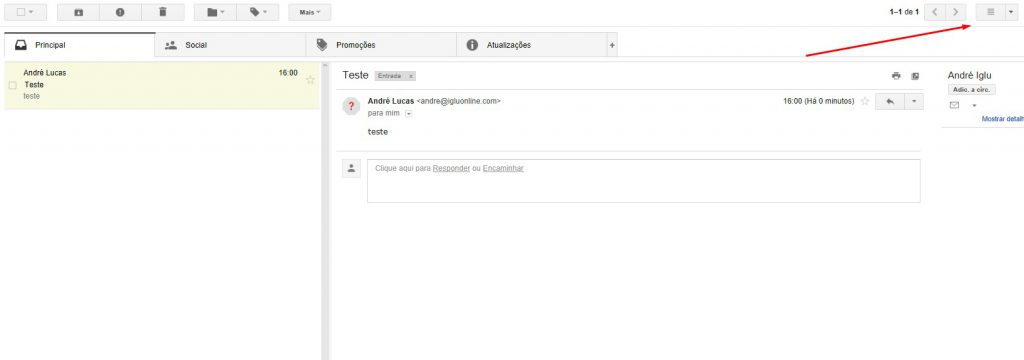 Mais
1–1 de 1
Principal
Social
Promoções
Atualizações
+
André Lucas 16:00
Teste
teste
Teste Entrada x
André Lucas <andre@igluonline.com> 16:00 (Há 0 minutos)
para mim
teste
Clique aqui para Responder ou Encaminhar
André Iglu
Adic. a círc.
Mostrar detalh